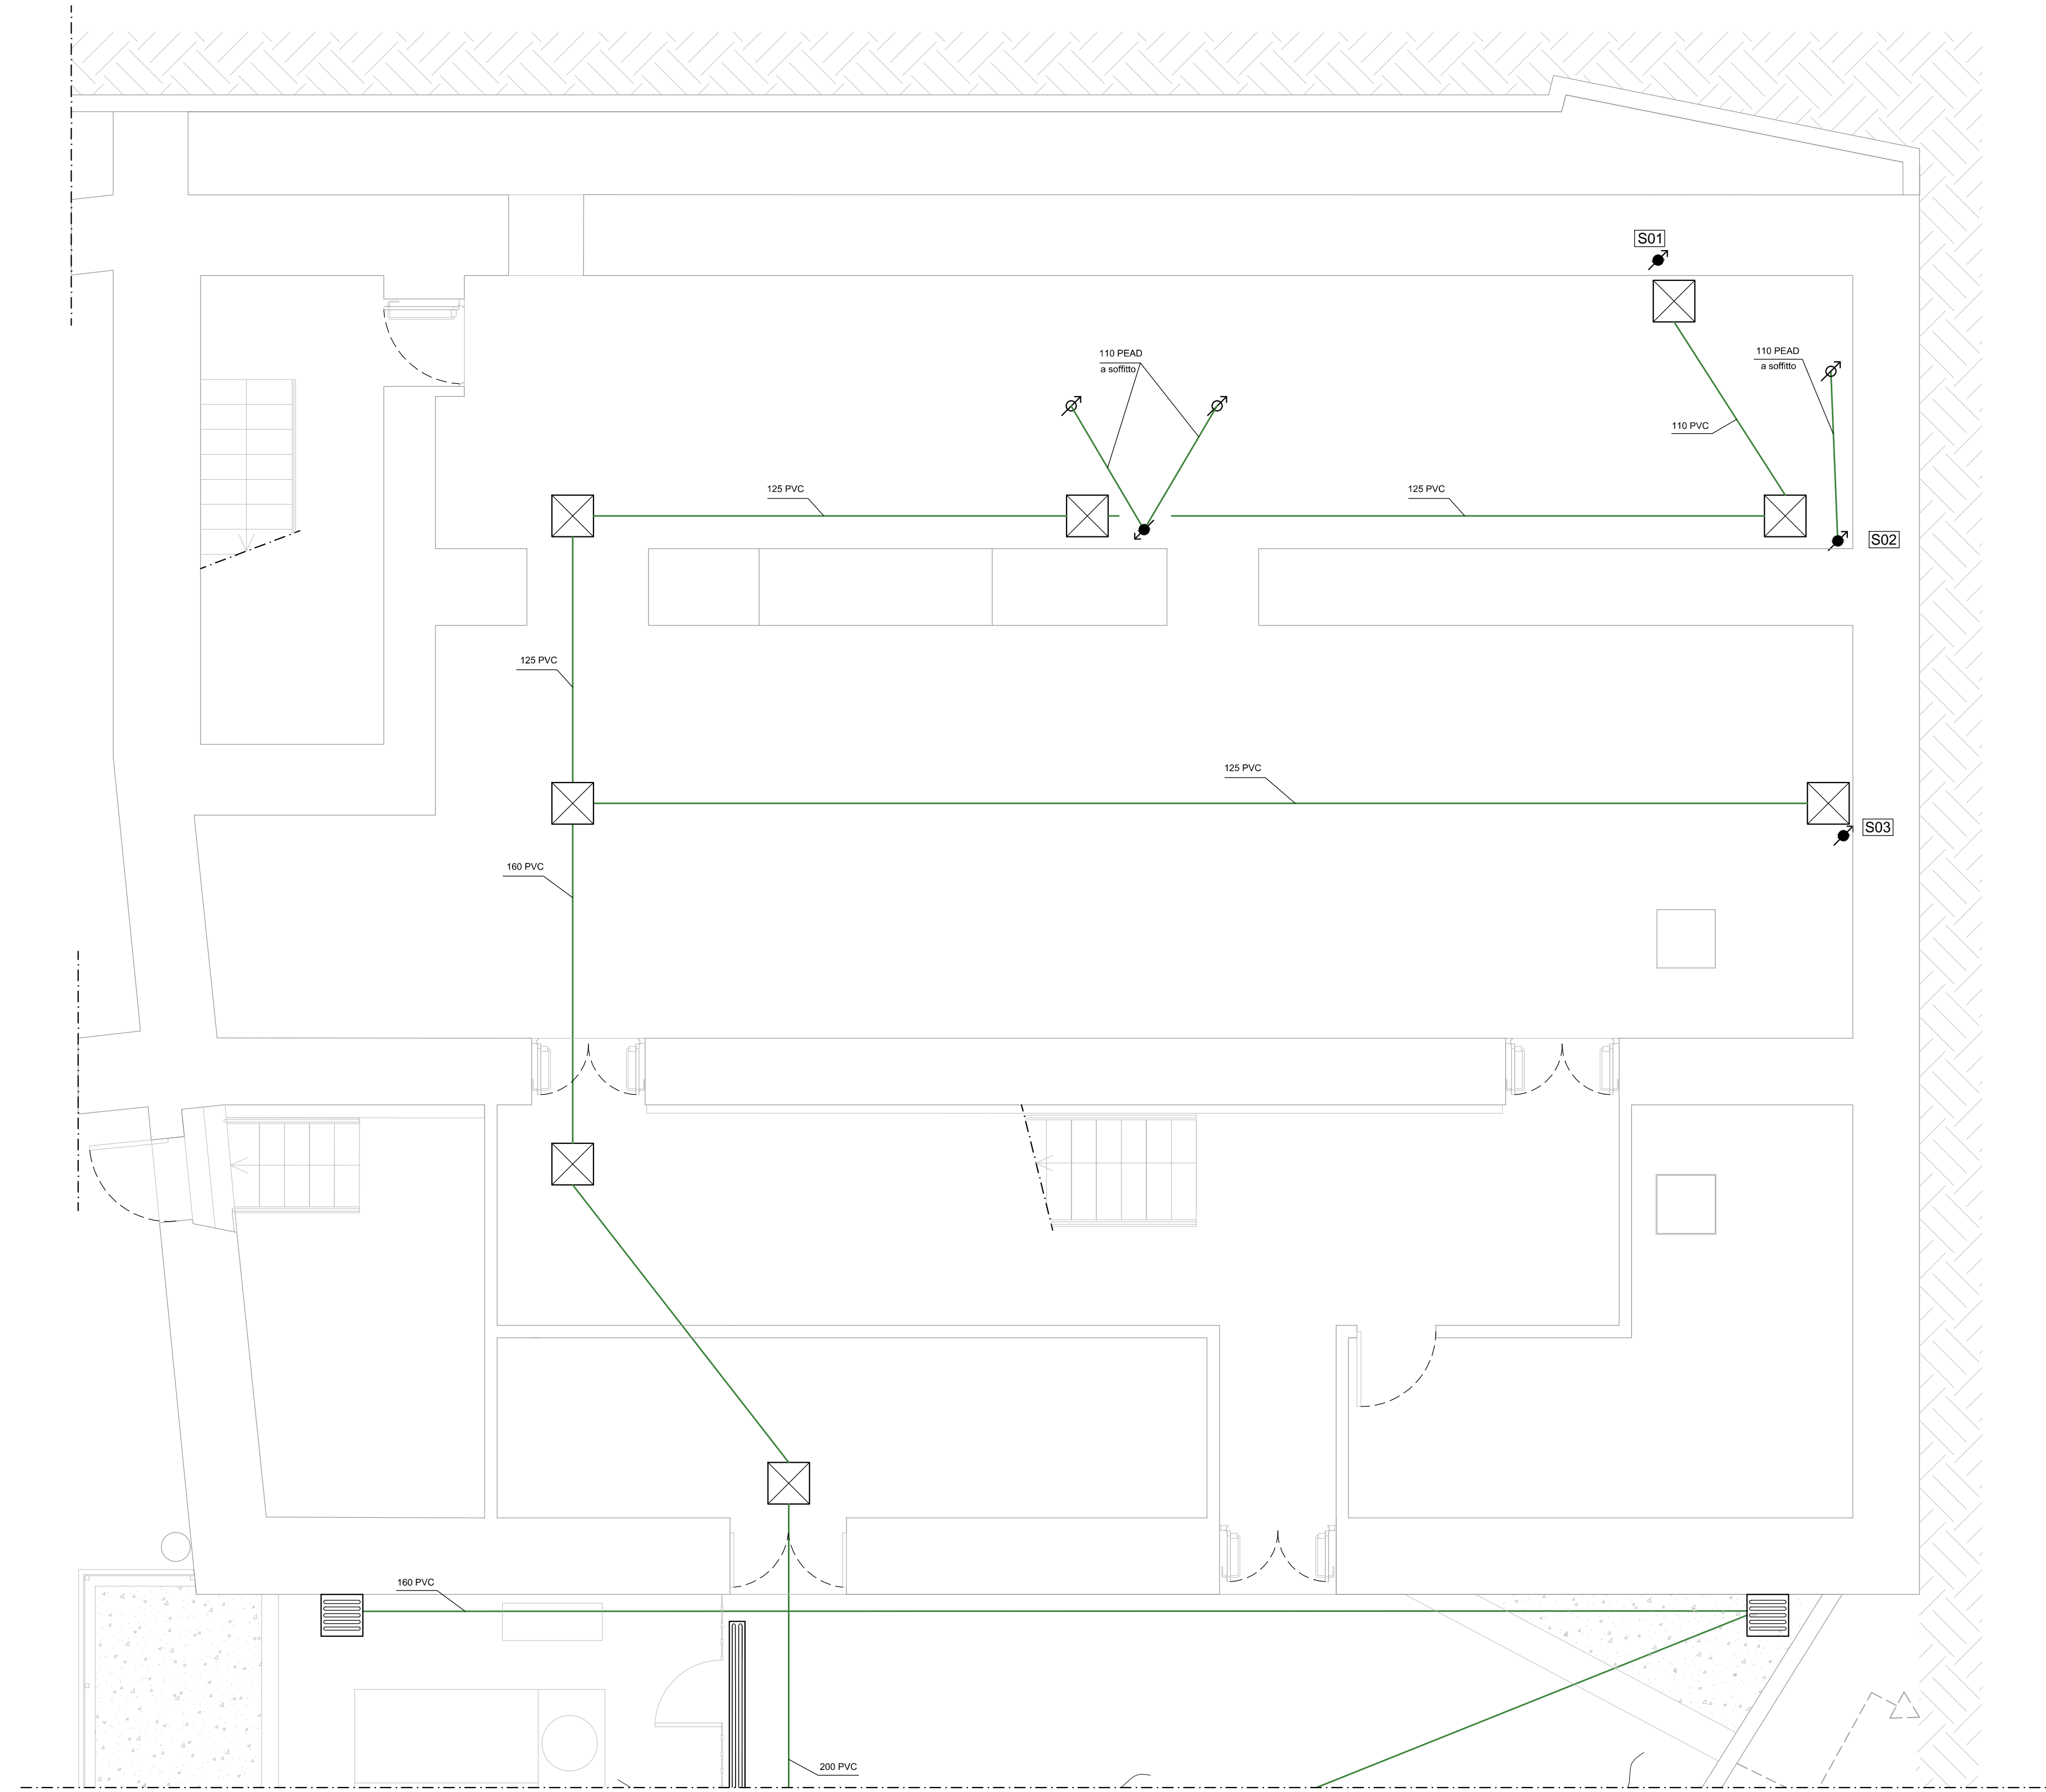 S01
110 PEAD
a soffitto
110 PEAD
a soffitto
110 PVC
125 PVC
125 PVC
S02
125 PVC
125 PVC
S03
160 PVC
160 PVC
200 PVC